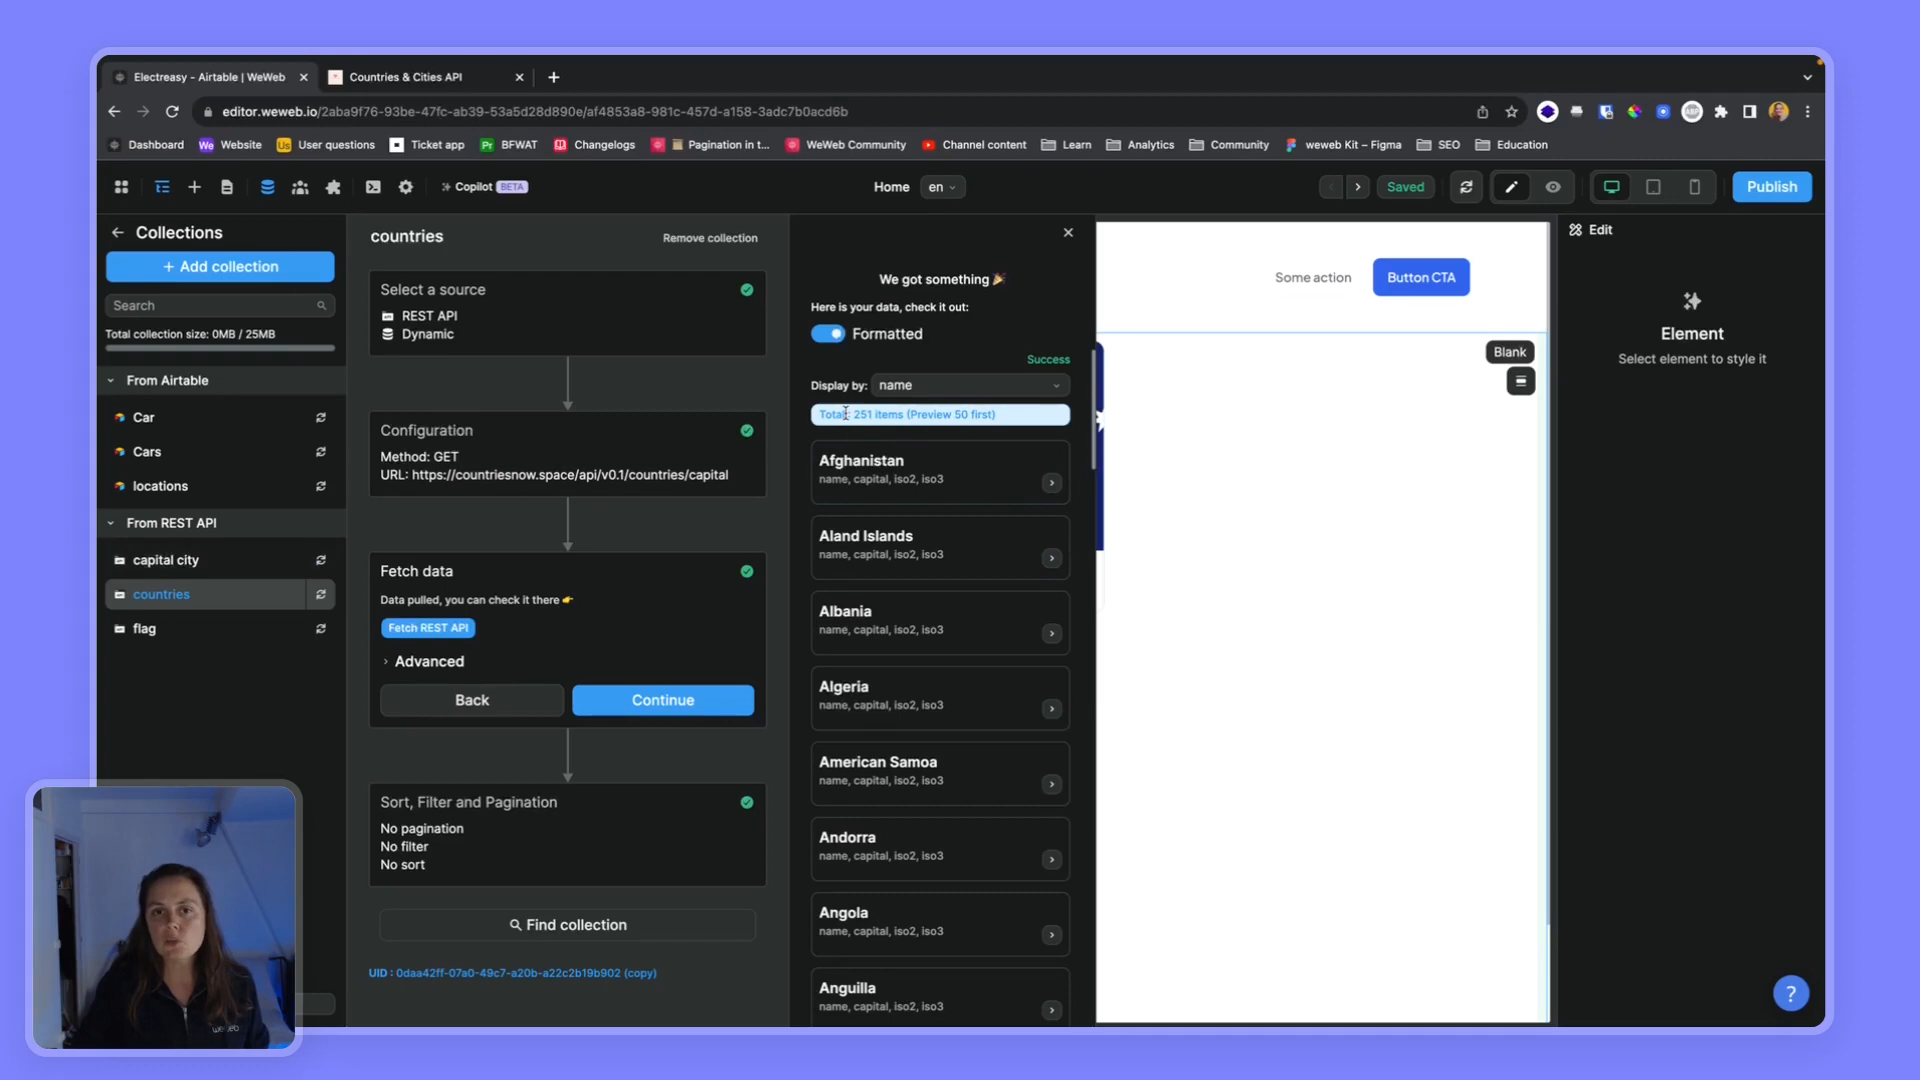 Electreasy - Airtable | WeWeb
Countries & Cities API
editor.weweb.io/2aba9f76-93be-47fc-ab39-53a5d28d890e/af4853a8-981c-457d-a158-3adc7b0acd6b
Dashboard
We Website
Us User questions
Ticket app
Pr BFWAT
Changelogs
Pagination in t...
WeWeb Community
Channel content
Learn
Analytics
Community
weweb Kit – Figma
SEO
Education
Copilot BETA
Home
en
Saved
Publish
Collections
+ Add collection
Search
Total collection size: 0MB / 25MB
From Airtable
Car
Cars
locations
From REST API
capital city
countries
flag
countries
Remove collection
Select a source
REST API
Dynamic
Configuration
Method: GET
URL: https://countriesnow.space/api/v0.1/countries/capital
Fetch data
Data pulled, you can check it there 👉
Fetch REST API
Advanced
Back
Continue
Sort, Filter and Pagination
No pagination
No filter
No sort
Find collection
UID : 0daa42ff-07a0-49c7-a20b-a22c2b19b902 (copy)
We got something 🎉
Here is your data, check it out:
Formatted
Success
Display by:
name
Total: 251 items (Preview 50 first)
Afghanistan
name, capital, iso2, iso3
Aland Islands
name, capital, iso2, iso3
Albania
name, capital, iso2, iso3
Algeria
name, capital, iso2, iso3
American Samoa
name, capital, iso2, iso3
Andorra
name, capital, iso2, iso3
Angola
name, capital, iso2, iso3
Anguilla
name, capital, iso2, iso3
Some action
Button CTA
Blank
Edit
Element
Select element to style it
?
weweb